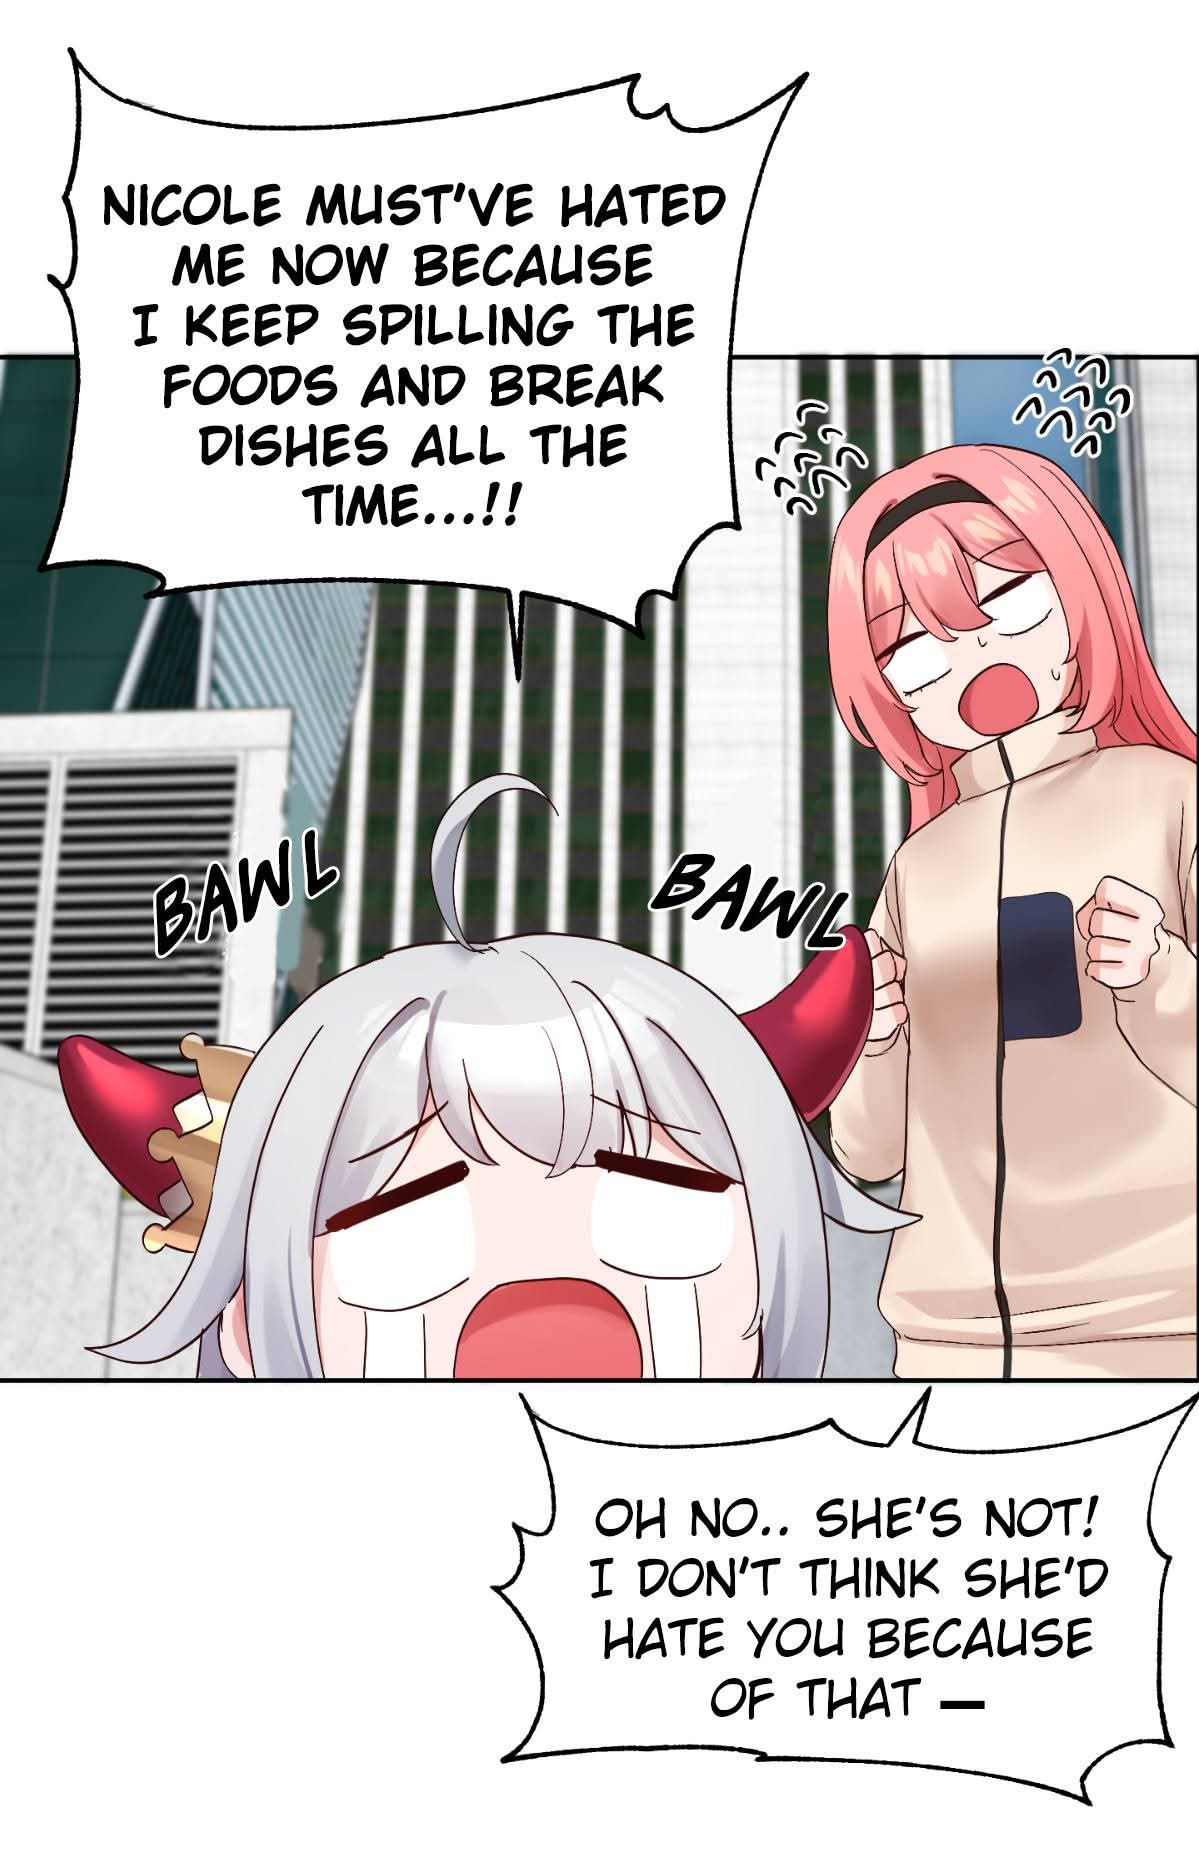 NICOLE MUST'VE HATED
ME NOW BECAUSE
I KEEP SPILLING THE
FOODS AND BREAK
DISHES ALL THE
TIME...!!
BAWL
BAWL
OH NO.. SHE'S NOT!
I DON'T THINK SHE'D
HATE YOU BECAUSE
OF THAT —